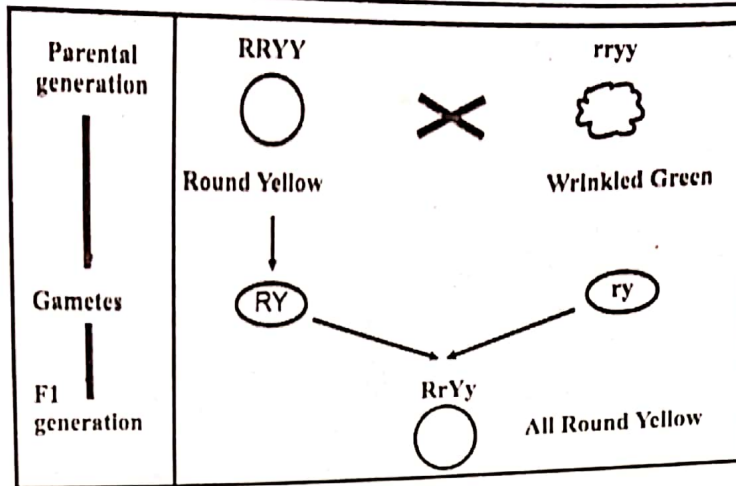 Parental
generation
RRYY
rryy
Round Yellow
Wrinkled Green
Gametes
RY
ry
F1
generation
RrYy
All Round Yellow